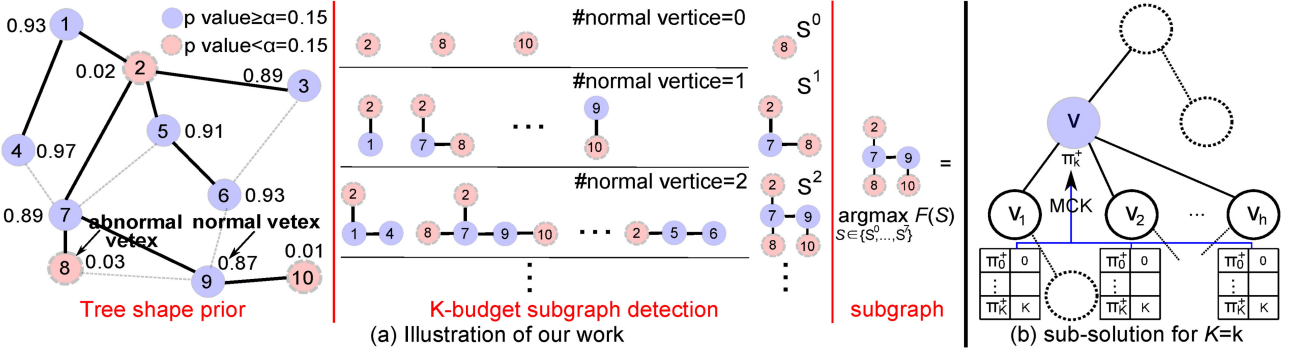 p value≥α=0.15
p value<α=0.15
0.93
1
0.02
2
0.89
3
5
0.91
4
0.97
6
0.93
0.89
7
abnormal
vetex
normal vetex
8
0.03
0.87
9
0.01
10
Tree shape prior
#normal vertice=0
2
8
10
8
S⁰
#normal vertice=1
2
1
2
7
8
...
9
10
2
7
8
S¹
#normal vertice=2
2
1
4
2
7
9
10
...
2
5
6
2
7
9
8
10
S²
K-budget subgraph detection
2
7
9
8
10
=
argmax F(S)
S∈{S⁰,...,S⁷}
subgraph
(a) Illustration of our work
V
π⁺ₖ
MCK
V₁
V₂
...
Vₕ
π₀⁺ 0
⋮
π⁺K K
π₀⁺ 0
⋮
π⁺K K
π₀⁺ 0
⋮
π⁺K K
(b) sub-solution for K=k